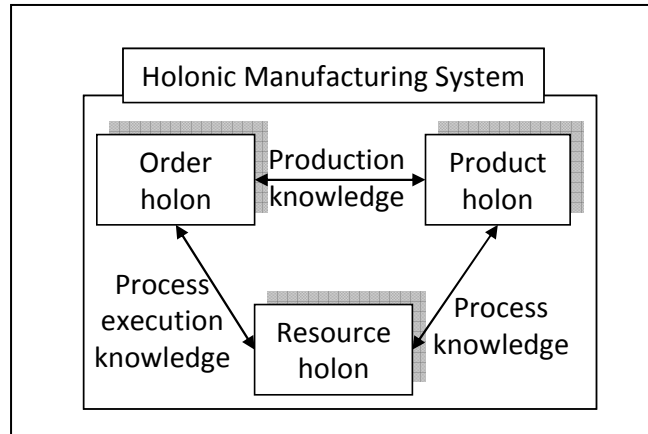 Holonic Manufacturing System
Order
holon
Production
knowledge
Product
holon
Process
execution
knowledge
Resource
holon
Process
knowledge